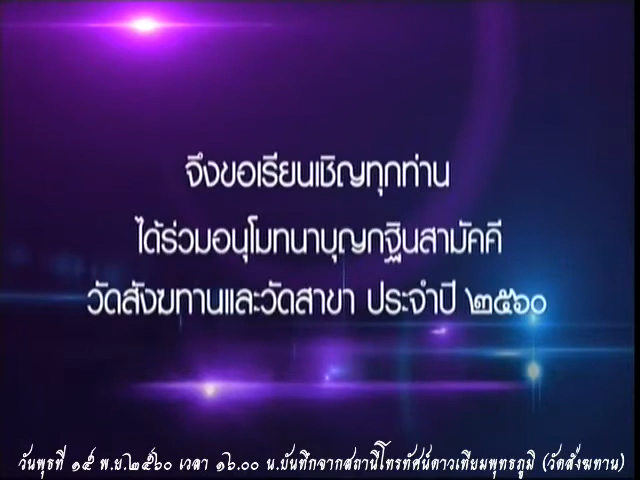 จึงขอเรียนเชิญทุกท่าน
ได้ร่วมอนุโมทนาบุญกฐินสามัคคี
วัดสังฆทานและวัดสาขา ประจำปี ๒๕๖๐
วันพุธที่ ๑๕ พ.ย.๒๕๖๐ เวลา ๑๖.๐๐ น.บันทึกจากสถานีโทรทัศน์ดาวเทียมพุทธภูมิ (วัดสังฆทาน)